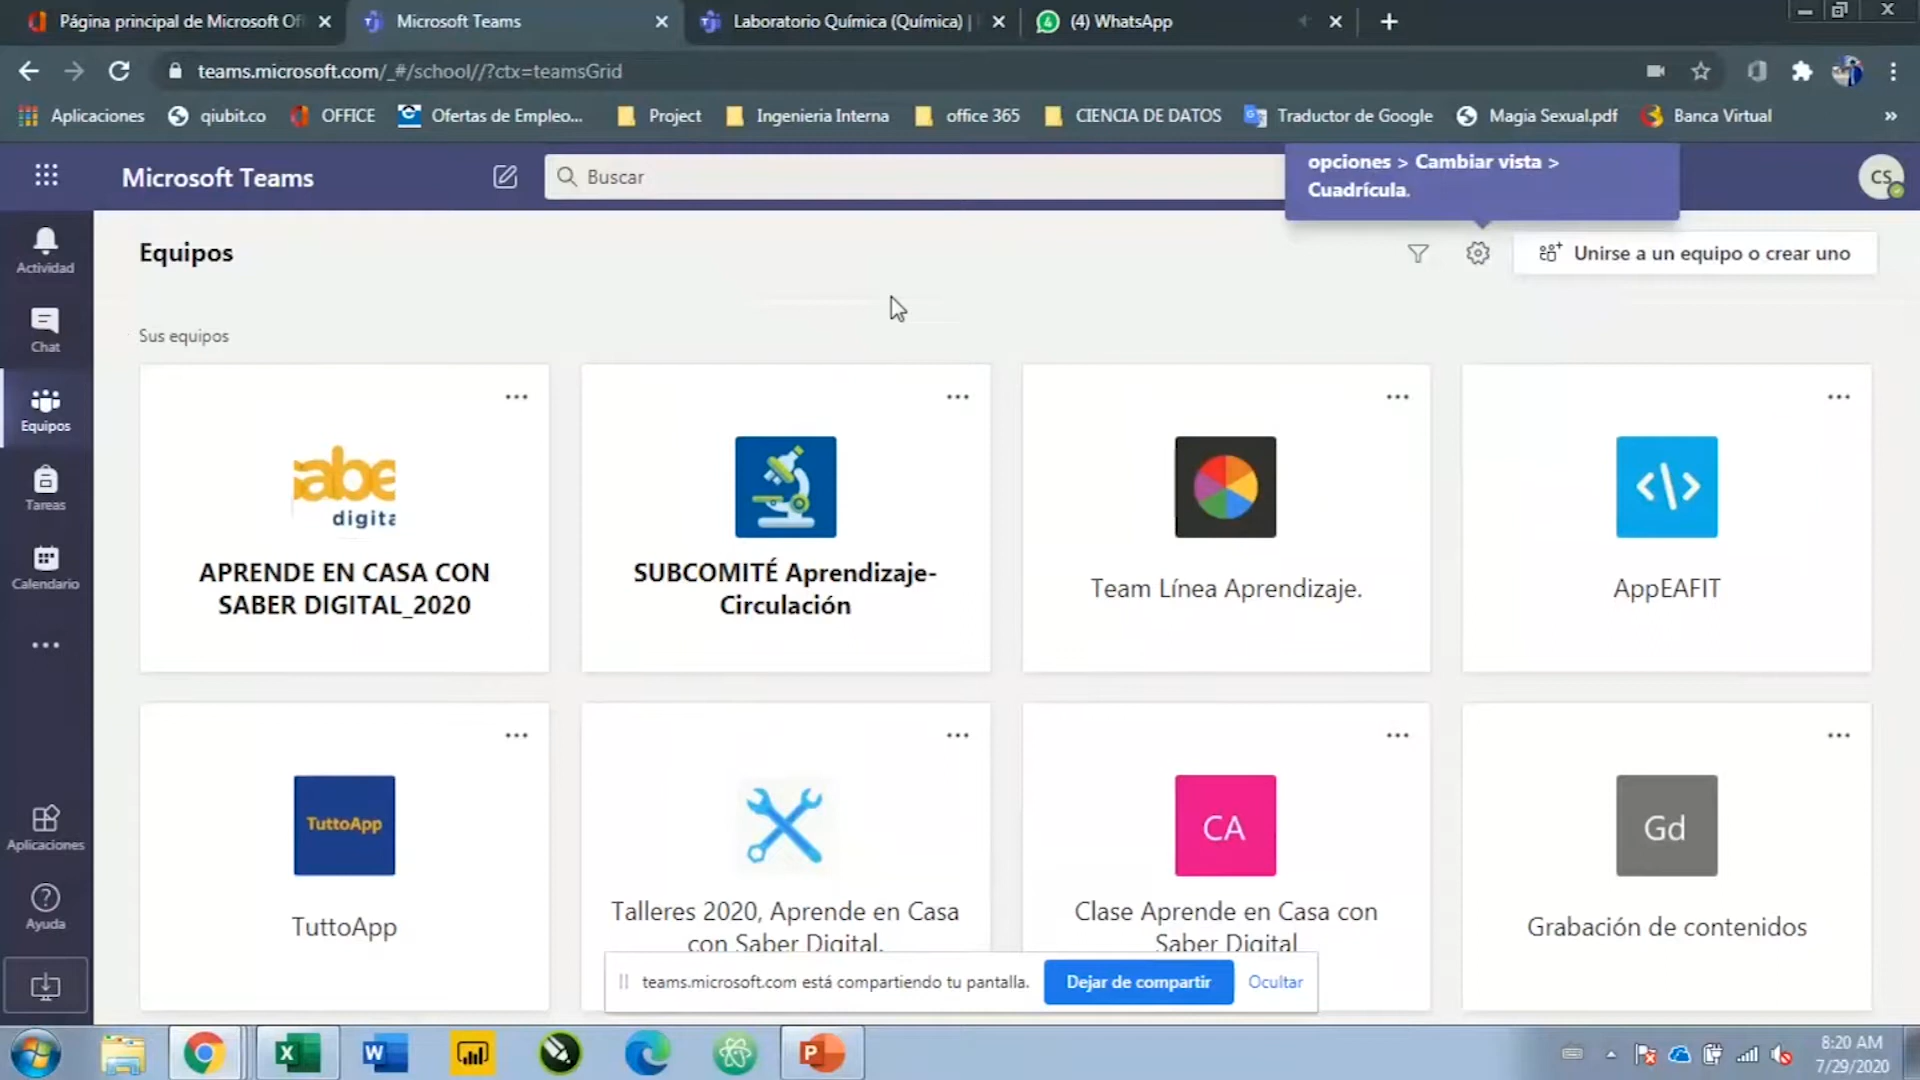 Página principal de Microsoft Of
Microsoft Teams
Laboratorio Química (Química) |
(4) WhatsApp
teams.microsoft.com/_#/school//?ctx=teamsGrid
Aplicaciones
qiubit.co
OFFICE
Ofertas de Empleo...
Project
Ingenieria Interna
office 365
CIENCIA DE DATOS
Traductor de Google
Magia Sexual.pdf
Banca Virtual
»
Microsoft Teams
Buscar
opciones > Cambiar vista >
Cuadrícula.
CS
Actividad
Chat
Equipos
Tareas
Calendario
Aplicaciones
Ayuda
Equipos
Unirse a un equipo o crear uno
Sus equipos
abe
digita
APRENDE EN CASA CON
SABER DIGITAL_2020
SUBCOMITÉ Aprendizaje-
Circulación
Team Línea Aprendizaje.
</>
AppEAFIT
TuttoApp
TuttoApp
Talleres 2020, Aprende en Casa
con Saber Digital.
CA
Clase Aprende en Casa con
Saber Digital
Gd
Grabación de contenidos
teams.microsoft.com está compartiendo tu pantalla.
Dejar de compartir
Ocultar
8:20 AM
7/29/2020